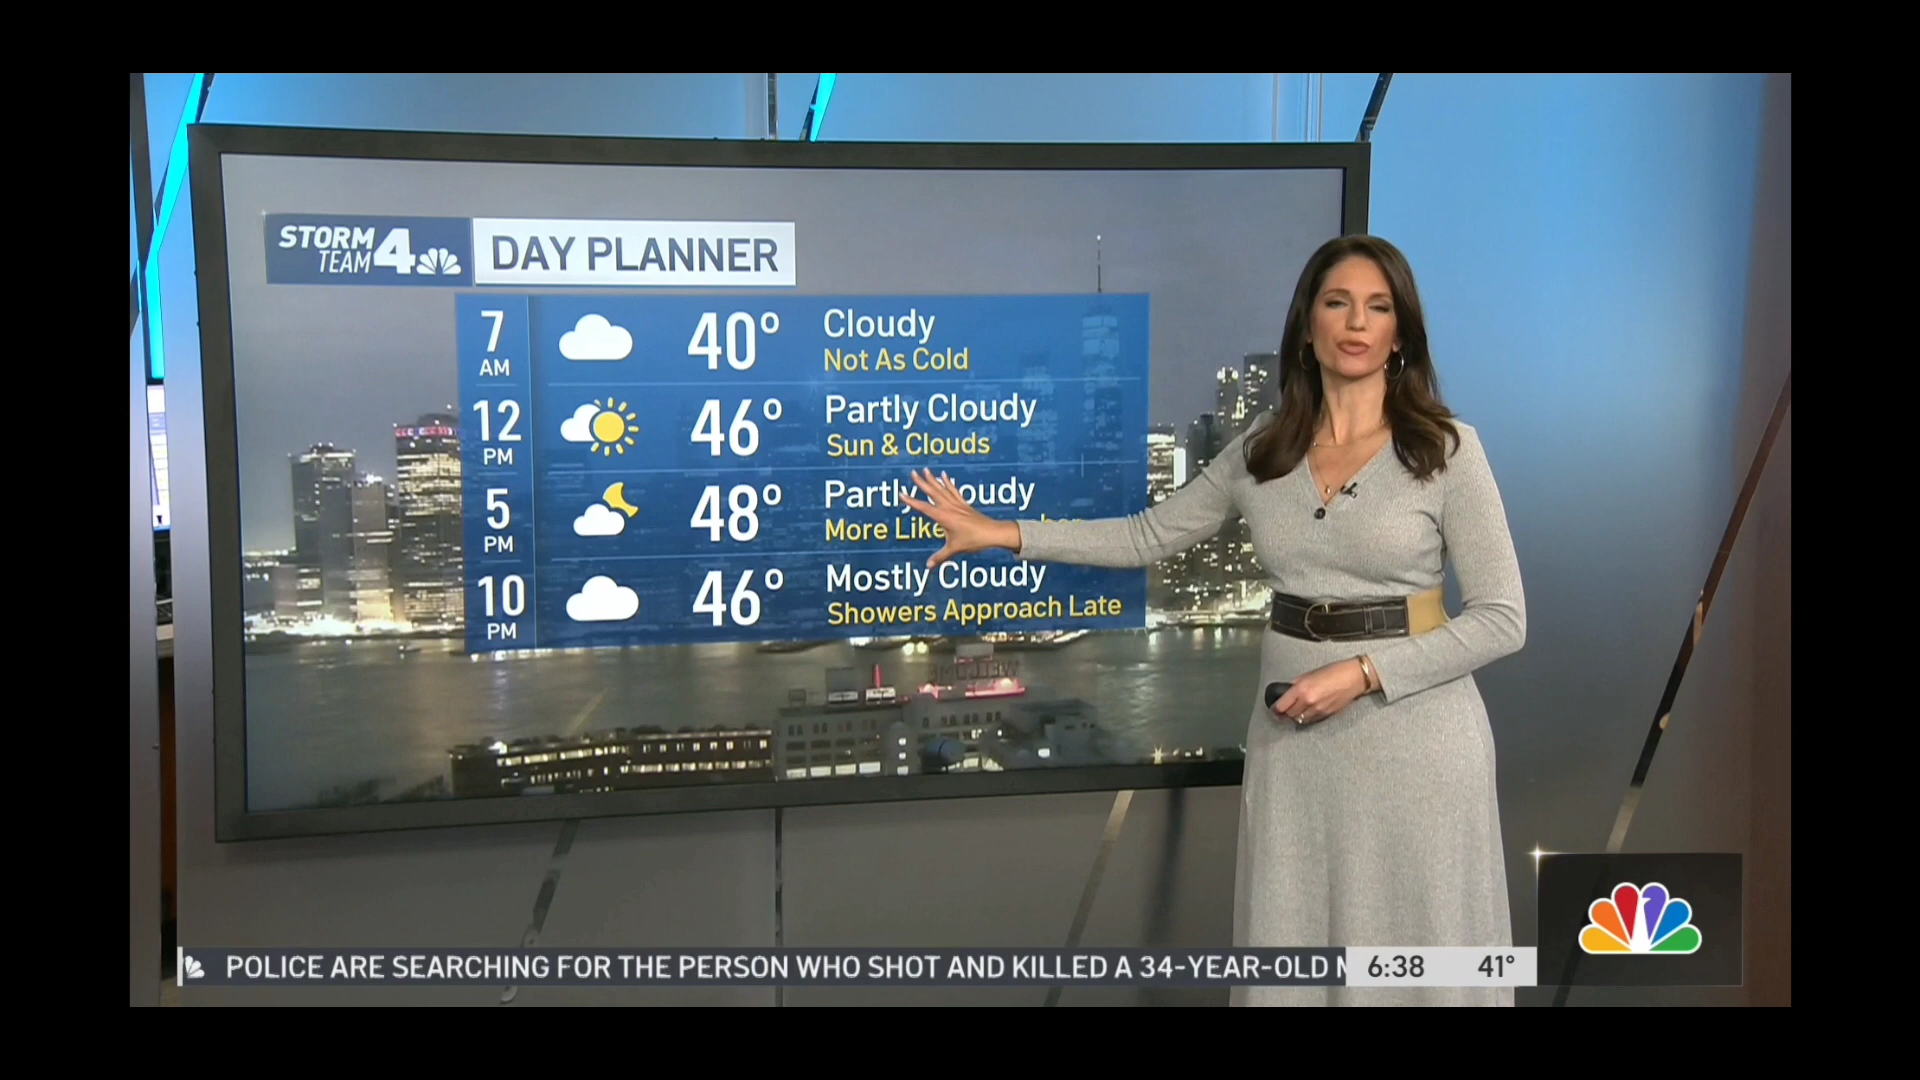 STORM
TEAM 4
DAY PLANNER
7
AM
40°
Cloudy
Not As Cold
12
PM
46°
Partly Cloudy
Sun & Clouds
5
PM
48°
Partly Cloudy
More Like
10
PM
46°
Mostly Cloudy
Showers Approach Late
WELCOME
POLICE ARE SEARCHING FOR THE PERSON WHO SHOT AND KILLED A 34-YEAR-OLD
6:38
41°